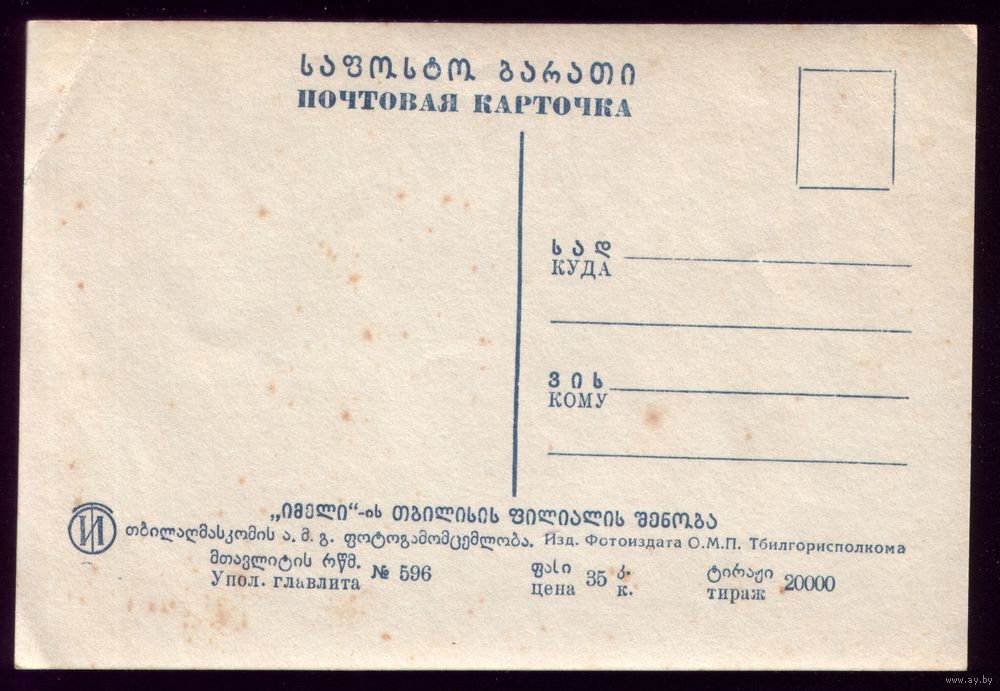 საფოსტო ბარათი
ПОЧТОВАЯ КАРТОЧКА
სად
КУДА
ვის
КОМУ
„იმელი“-ის თბილისის ფილიალის შენობა
თბილაღმასკომის ა. მ. გ. ფოტოგამომცემლობა. Изд. Фотоиздата О.М.П. Тбилгорисполкома
მთავლიტის რწმ.
Упол. главлита № 596
ფასი 35 კ.
цена к.
ტირაჟი 20000
тираж
www.ay.by